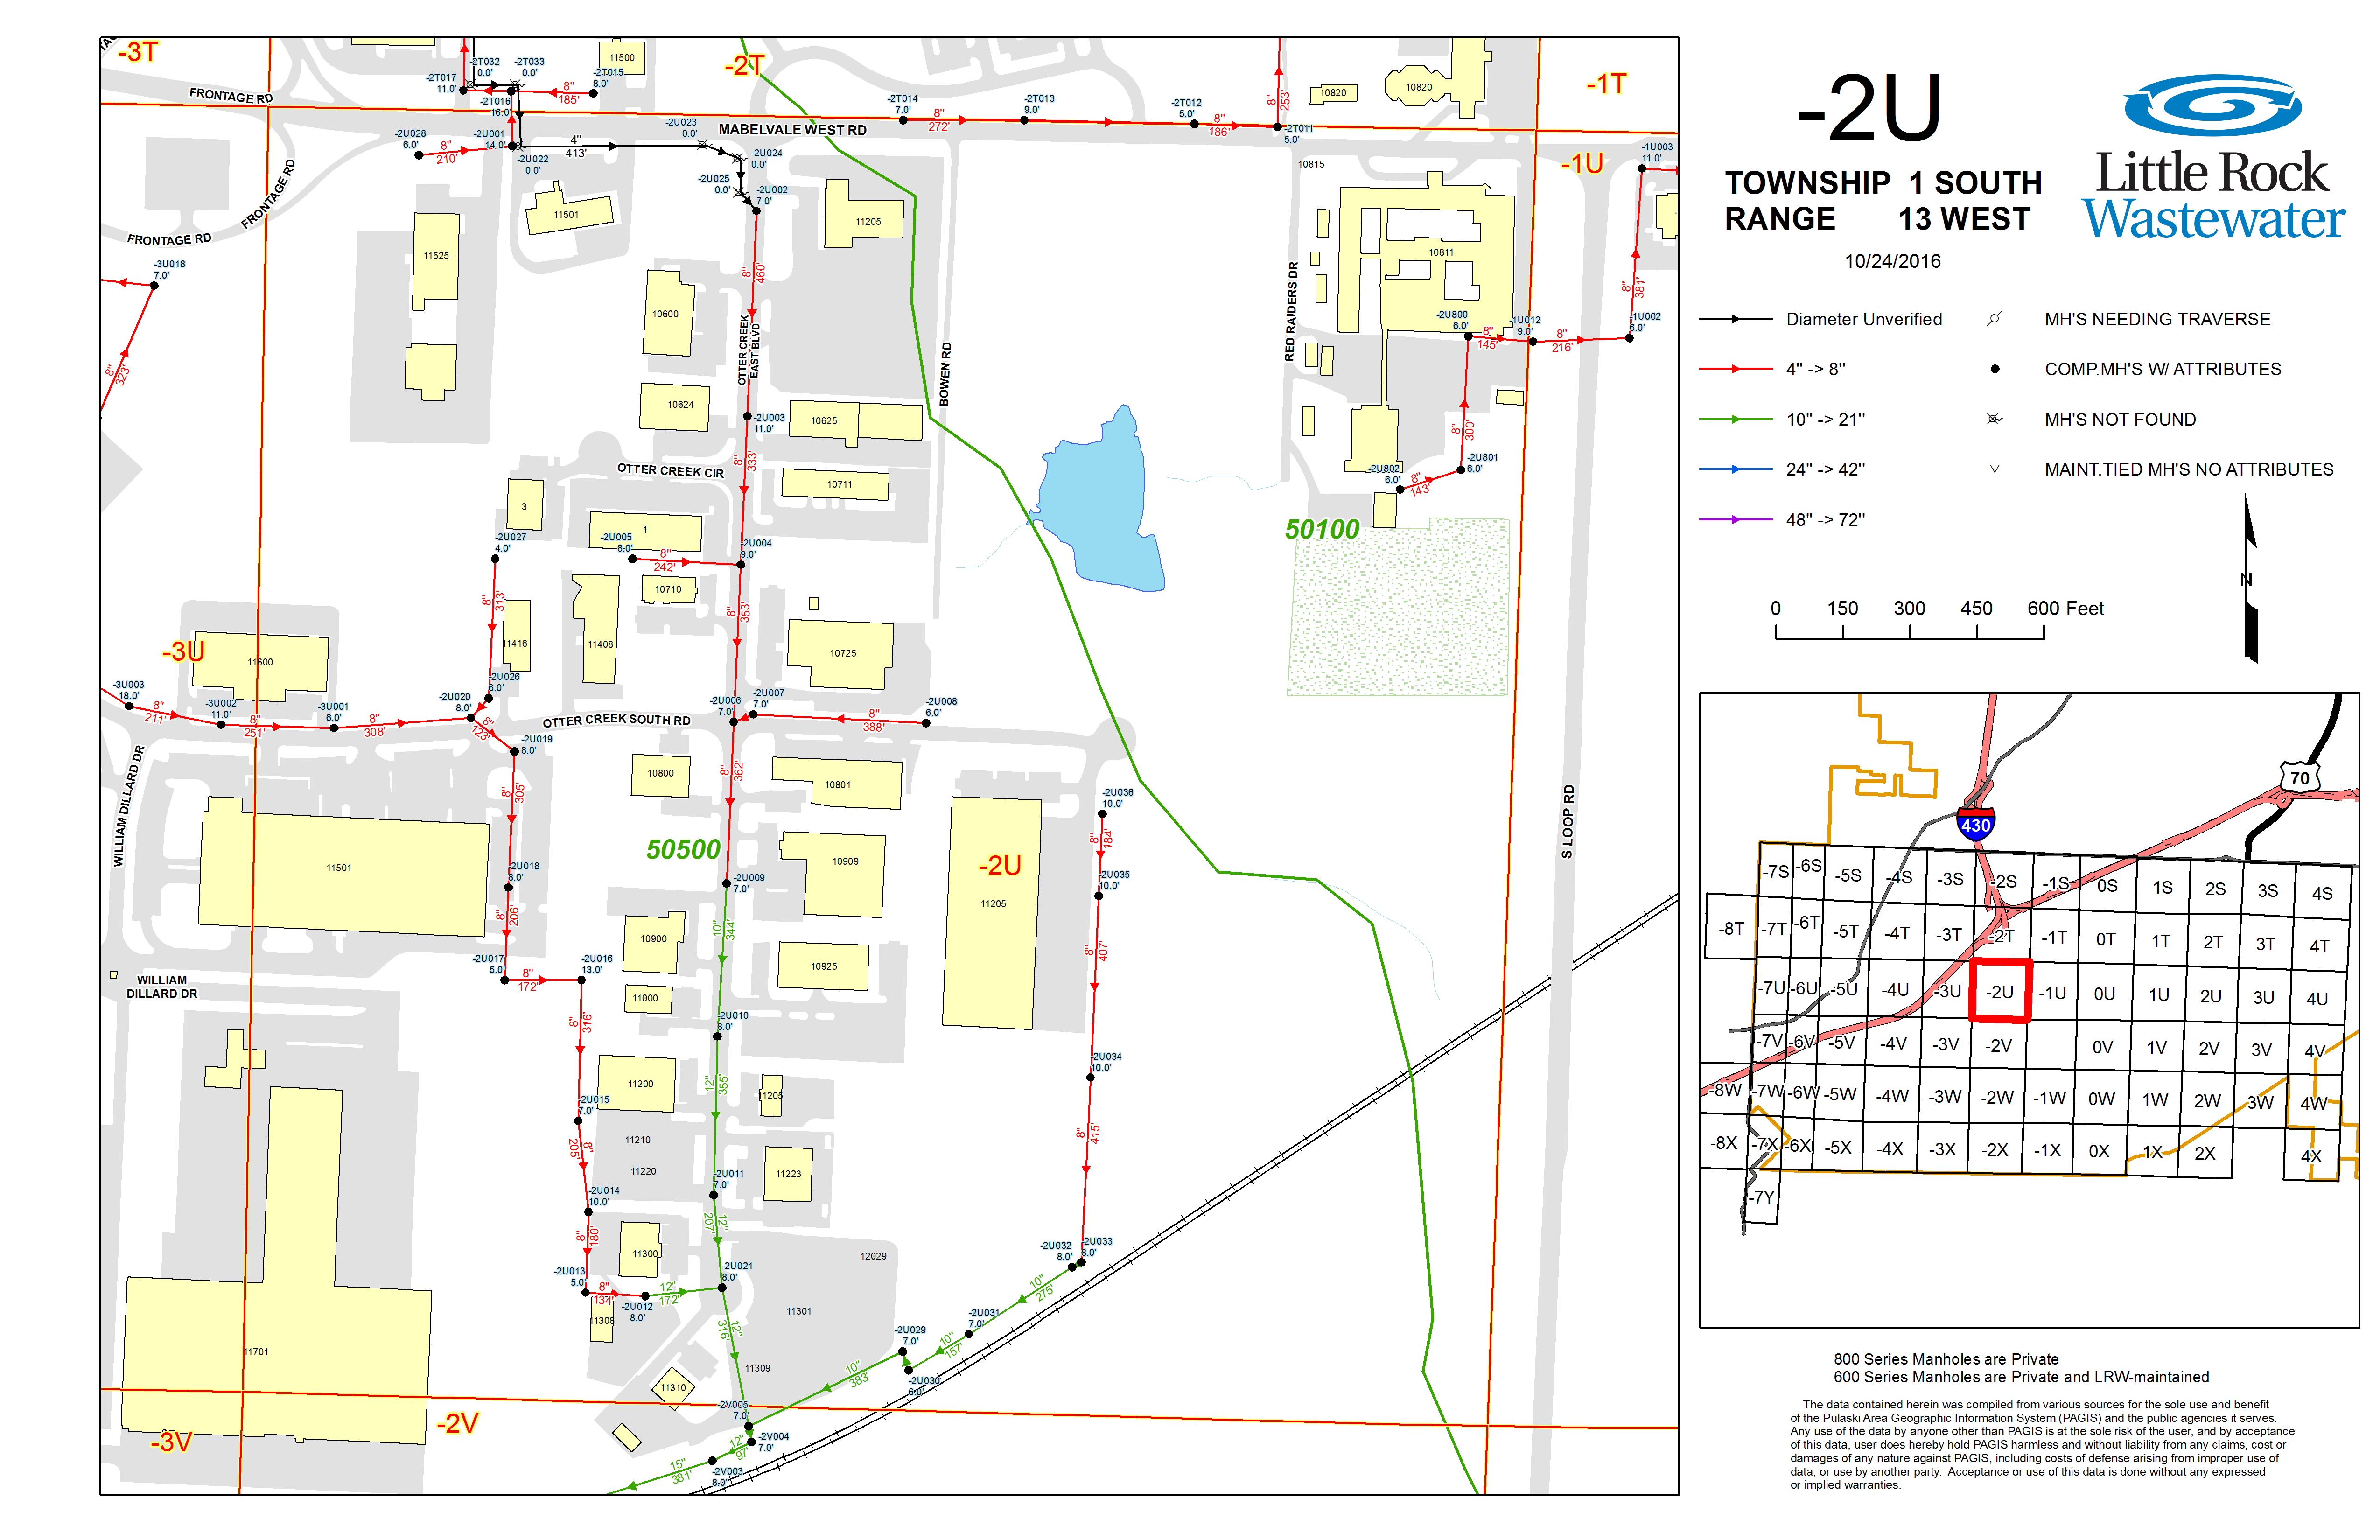 -3T
-2T
-1T
-2T032
0.0'
-2T033
0.0'
11500
-2T017
11.0'
-2T015
8.0'
8"
185'
-2T016
16.0'
FRONTAGE RD
-2U028
6.0'
8"
210'
-2U001
14.0'
-2U022
0.0'
4"
413'
-2U023
0.0'
MABELVALE WEST RD
-2T014
7.0'
8"
272'
-2T013
9.0'
-2T012
5.0'
8"
186'
-2T011
5.0'
8"
253'
10820
10820
10815
-1U
-1U003
11.0'
-2U024
0.0'
-2U025
0.0'
-2U002
7.0'
FRONTAGE RD
FRONTAGE RD
-3U018
7.0'
8"
323'
11501
11525
11205
10811
10600
8"
460'
OTTER CREEK
EAST BLVD
BOWEN RD
RED RAIDERS DR
-2U800
6.0'
8"
145'
-1U012
9.0'
8"
216'
-1U002
6.0'
8"
381'
10624
-2U003
11.0'
10625
8"
333'
OTTER CREEK CIR
10711
8"
300'
-2U801
6.0'
-2U802
6.0'
8"
143'
3
1
50100
-2U027
4.0'
-2U005
8.0'
8"
242'
-2U004
9.0'
10710
8"
313'
8"
353'
11416
11408
10725
-3U
11600
-3U003
18.0'
8"
211'
-3U002
11.0'
8"
251'
-3U001
6.0'
8"
308'
-2U020
8.0'
-2U026
6.0'
8"
123'
-2U019
8.0'
OTTER CREEK SOUTH RD
-2U006
7.0'
-2U007
7.0'
8"
388'
-2U008
6.0'
WILLIAM DILLARD DR
8"
305'
8"
362'
10800
10801
-2U036
10.0'
8"
184'
S LOOP RD
50500
-2U
11501
-2U018
8.0'
-2U009
7.0'
10909
11205
-2U035
10.0'
8"
206'
10"
344'
10900
10925
8"
407'
-2U017
5.0'
8"
172'
-2U016
13.0'
WILLIAM
DILLARD DR
11000
-2U010
8.0'
8"
316'
-2U034
10.0'
11200
12"
355'
11205
-2U015
7.0'
8"
205'
11210
11220
8"
415'
-2U011
7.0'
11223
-2U014
10.0'
12"
207'
8"
180'
11300
-2U021
8.0'
12029
-2U032
8.0'
-2U033
8.0'
-2U013
5.0'
8"
134'
-2U012
8.0'
12"
172'
11308
11301
10"
275'
12"
316'
-2U031
7.0'
-2U029
7.0'
10"
157'
-2U030
6.0'
11701
11309
10"
383'
11310
-2V005
7.0'
-3V
-2V
-2V004
7.0'
12"
97'
-2V003
8.0'
15"
381'
-2U
TOWNSHIP 1 SOUTH
RANGE 13 WEST
10/24/2016
Little Rock
Wastewater
Diameter Unverified
MH'S NEEDING TRAVERSE
4" -> 8"
COMP.MH'S W/ ATTRIBUTES
10" -> 21"
MH'S NOT FOUND
24" -> 42"
MAINT.TIED MH'S NO ATTRIBUTES
48" -> 72"
N
0 150 300 450 600 Feet
70
430
-7S -6S -5S -4S -3S -2S -1S 0S 1S 2S 3S 4S
-8T -7T -6T -5T -4T -3T -2T -1T 0T 1T 2T 3T 4T
-7U -6U -5U -4U -3U -2U -1U 0U 1U 2U 3U 4U
-7V -6V -5V -4V -3V -2V 0V 1V 2V 3V 4V
-8W -7W -6W -5W -4W -3W -2W -1W 0W 1W 2W 3W 4W
-8X -7X -6X -5X -4X -3X -2X -1X 0X 1X 2X 4X
-7Y
800 Series Manholes are Private
600 Series Manholes are Private and LRW-maintained
The data contained herein was compiled from various sources for the sole use and benefit
of the Pulaski Area Geographic Information System (PAGIS) and the public agencies it serves.
Any use of the data by anyone other than PAGIS is at the sole risk of the user, and by acceptance
of this data, user does hereby hold PAGIS harmless and without liability from any claims, cost or
damages of any nature against PAGIS, including costs of defense arising from improper use of
data, or use by another party. Acceptance or use of this data is done without any expressed
or implied warranties.